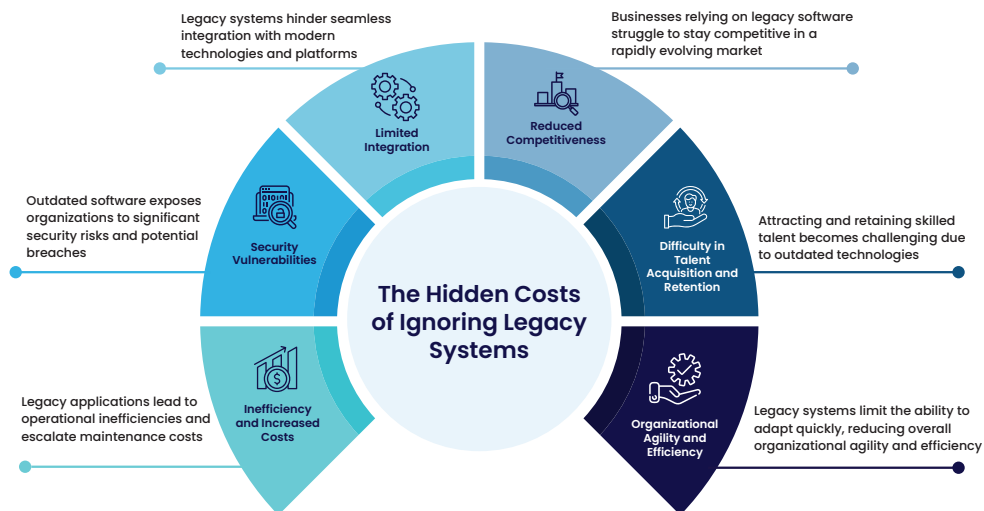 Legacy systems hinder seamless
integration with modern
technologies and platforms
Businesses relying on legacy software
struggle to stay competitive in a
rapidly evolving market
Limited
Integration
Reduced
Competitiveness
Outdated software exposes
organizations to significant
security risks and potential
breaches
Security
Vulnerabilities
Difficulty in
Talent
Acquisition and
Retention
Attracting and retaining skilled
talent becomes challenging due
to outdated technologies
The Hidden Costs
of Ignoring Legacy
Systems
Legacy applications lead to
operational inefficiencies and
escalate maintenance costs
Inefficiency
and Increased
Costs
Organizational
Agility and
Efficiency
Legacy systems limit the ability to
adapt quickly, reducing overall
organizational agility and efficiency